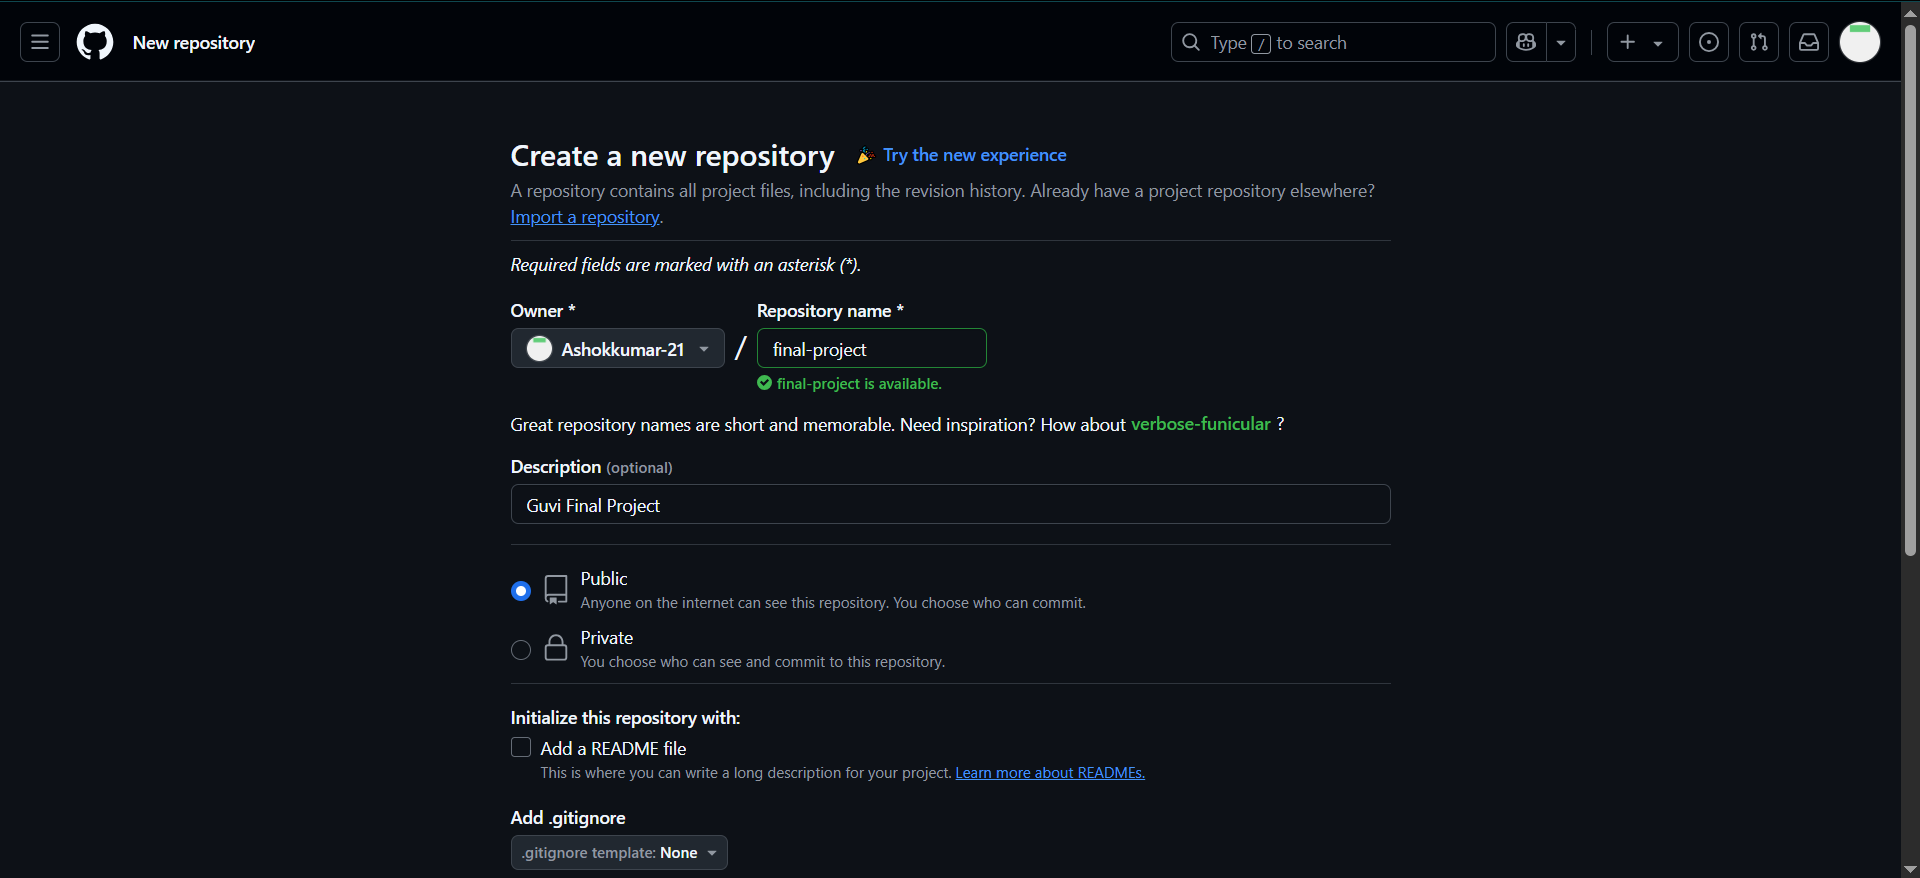 New repository
Type / to search
Create a new repository
Try the new experience
A repository contains all project files, including the revision history. Already have a project repository elsewhere?
Import a repository.
Required fields are marked with an asterisk (*).
Owner *
Repository name *
Ashokkumar-21
/
final-project
final-project is available.
Great repository names are short and memorable. Need inspiration? How about verbose-funicular ?
Description (optional)
Guvi Final Project
Public
Anyone on the internet can see this repository. You choose who can commit.
Private
You choose who can see and commit to this repository.
Initialize this repository with:
Add a README file
This is where you can write a long description for your project. Learn more about READMEs.
Add .gitignore
.gitignore template: None